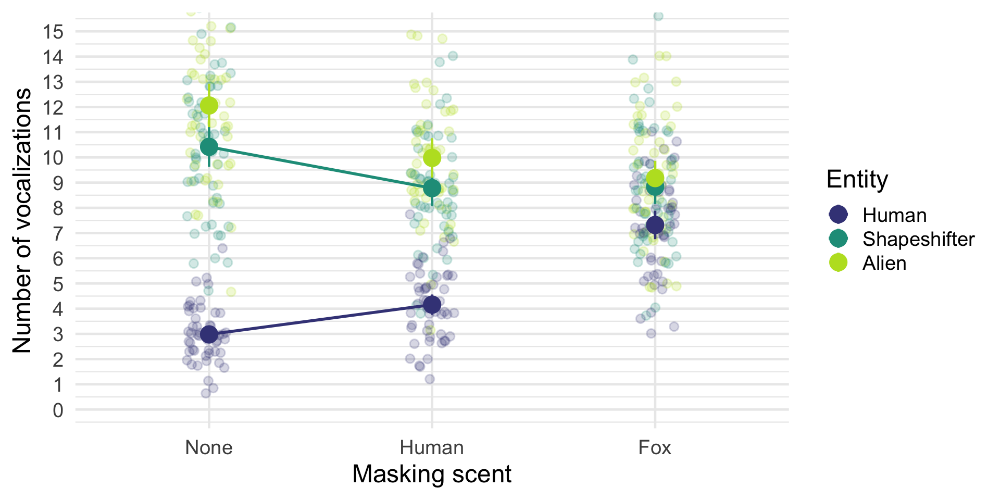 Number of vocalizations
15
14
13
12
11
10
9
8
7
6
5
4
3
2
1
0
None
Human
Fox
Masking scent
Entity
Human
Shapeshifter
Alien